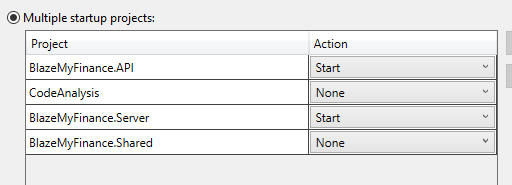 Multiple startup projects:
Project Action
BlazeMyFinance.API Start
CodeAnalysis None
BlazeMyFinance.Server Start
BlazeMyFinance.Shared None